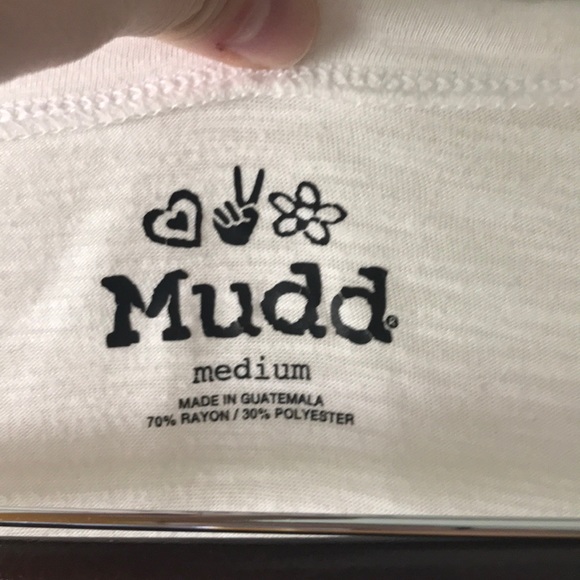 Mudd®
medium
MADE IN GUATEMALA
70% RAYON / 30% POLYESTER